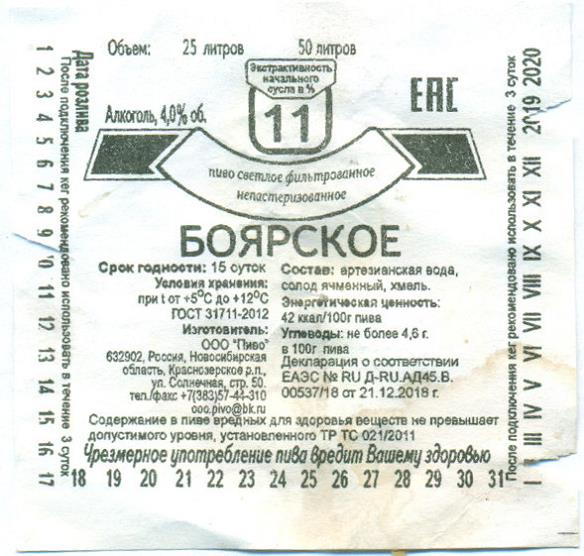 Объем: 25 литров 50 литров
Экстрактивность
начального
сусла в %
11
ЕАС
Алкоголь, 4,0% об.
пиво светлое фильтрованное
непастеризованное
БОЯРСКОЕ
Срок годности: 15 суток
Условия хранения:
при t от +5°С до +12°С
ГОСТ 31711-2012
Изготовитель:
ООО "Пиво"
632902, Россия, Новосибирская
область, Краснозерское р.п.,
ул. Солнечная, стр. 50.
тел./факс +7(383)57-44-310
ooo.pivo@bk.ru
Состав: артезианская вода,
солод ячменный, хмель.
Энергетическая ценность:
42 ккал/100г пива
Углеводы: не более 4,6 г.
в 100г пива
Декларация о соответствии
ЕАЭС № RU Д-RU.АД45.В.
00537/18 от 21.12.2018 г.
Содержание в пиве вредных для здоровья веществ не превышает
допустимого уровня, установленного ТР ТС 021/2011
Чрезмерное употребление пива вредит Вашему здоровью
Дата розлива
После подключения кег рекомендовано использовать в течение 3 суток
1 2 3 4 5 6 7 8 9 10 11 12 13 14 15 16 17
18 19 20 21 22 23 24 25 26 27 28 29 30 31
I II III IV V VI VII VIII IX X XI XII 2019 2020
После подключения кег рекомендовано использовать в течение 3 суток